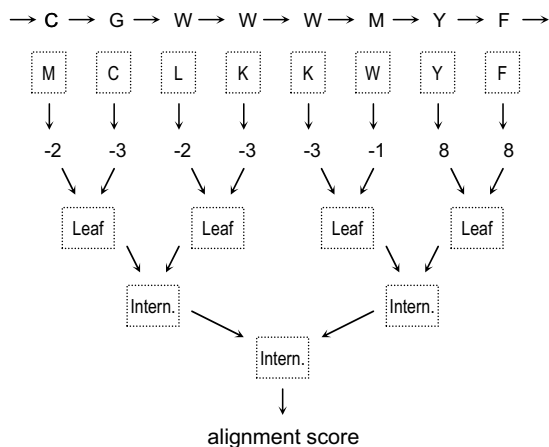 C G W W W M Y F
M C L K K W Y F
-2 -3 -2 -3 -3 -1 8 8
Leaf Leaf Leaf Leaf
Intern. Intern.
Intern.
alignment score